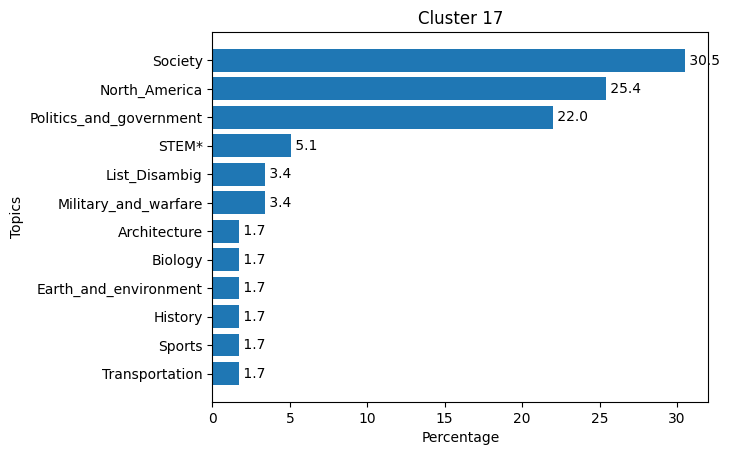 Cluster 17
Topics
Society 30.5
North_America 25.4
Politics_and_government 22.0
STEM* 5.1
List_Disambig 3.4
Military_and_warfare 3.4
Architecture 1.7
Biology 1.7
Earth_and_environment 1.7
History 1.7
Sports 1.7
Transportation 1.7
0 5 10 15 20 25 30
Percentage